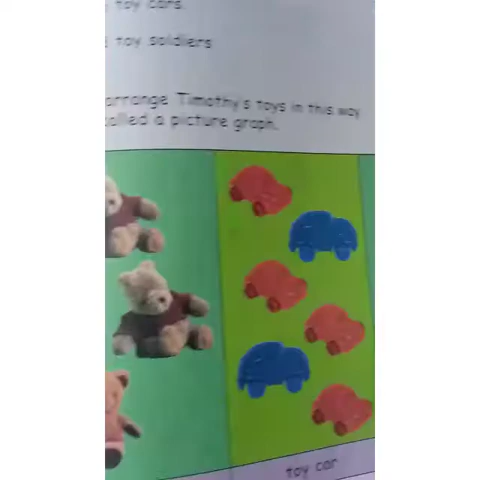 toy cars.
toy soldiers
arrange Timothy's toys in this way
called a picture graph.
toy car